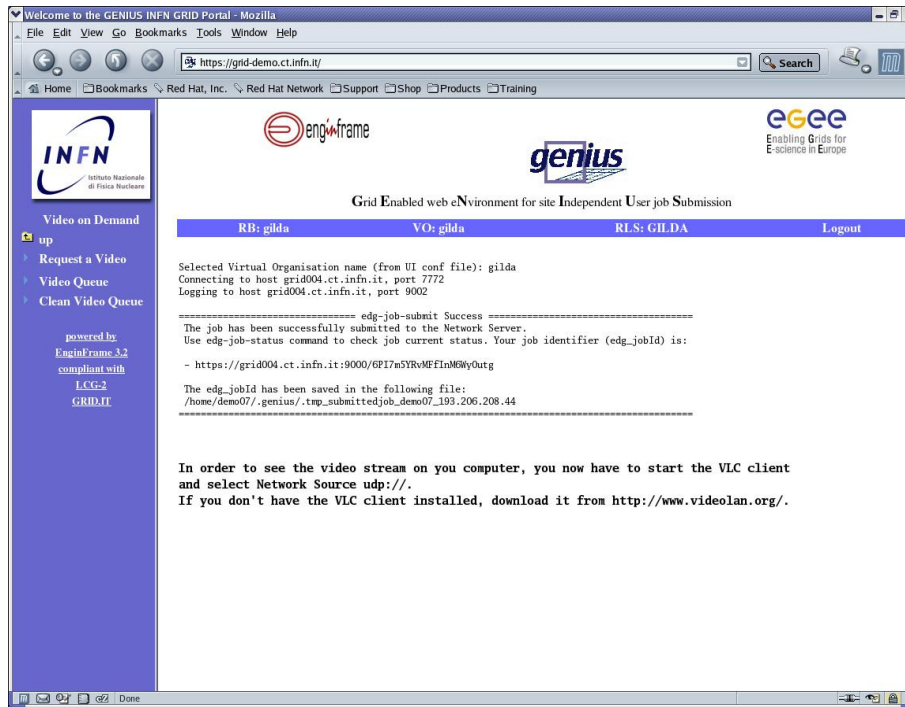 Welcome to the GENIUS INFN GRID Portal - Mozilla
File Edit View Go Bookmarks Tools Window Help
https://grid-demo.ct.infn.it/
Search
Home Bookmarks Red Hat, Inc. Red Hat Network Support Shop Products Training
INFN
Istituto Nazionale
di Fisica Nucleare
enginframe
genius
egee
Enabling Grids for
E-science in Europe
Grid Enabled web eNvironment for site Independent User job Submission
RB: gilda VO: gilda RLS: GILDA Logout
Video on Demand
up
Request a Video
Video Queue
Clean Video Queue
powered by
EnginFrame 3.2
compliant with
LCG-2
GRID.IT
Selected Virtual Organisation name (from UI conf file): gilda
Connecting to host grid004.ct.infn.it, port 7772
Logging to host grid004.ct.infn.it, port 9002
=============================== edg-job-submit Success =====================================
The job has been successfully submitted to the Network Server.
Use edg-job-status command to check job current status. Your job identifier (edg_jobId) is:
- https://grid004.ct.infn.it:9000/6PI7m5YRvMFfInM6WyOutg
The edg_jobId has been saved in the following file:
/home/demo07/.genius/.tmp_submittedjob_demo07_193.206.208.44
=============================================================================================
In order to see the video stream on you computer, you now have to start the VLC client
and select Network Source udp://.
If you don't have the VLC client installed, download it from http://www.videolan.org/.
Done